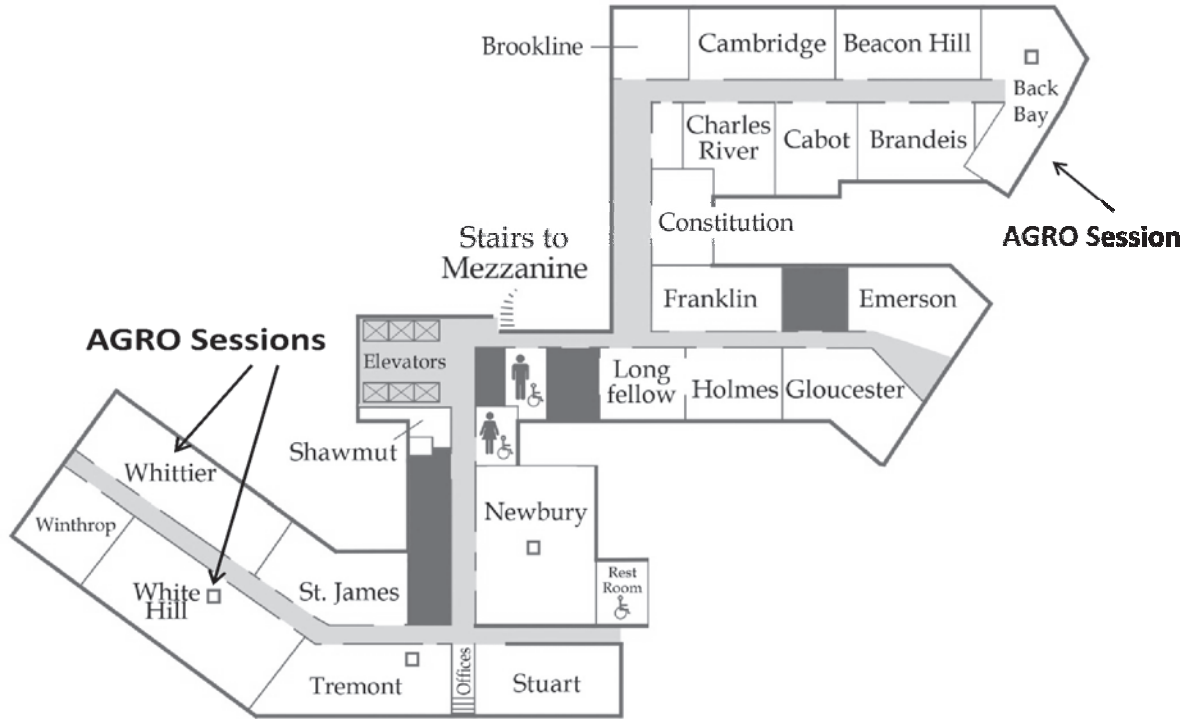 Brookline
Cambridge
Beacon Hill
Back
Bay
Charles
River
Cabot
Brandeis
AGRO Session
Constitution
Stairs to
Mezzanine
Franklin
Emerson
AGRO Sessions
Elevators
Long
fellow
Holmes
Gloucester
Shawmut
Whittier
Newbury
Winthrop
Rest
Room
White
Hill
St. James
Tremont
Offices
Stuart